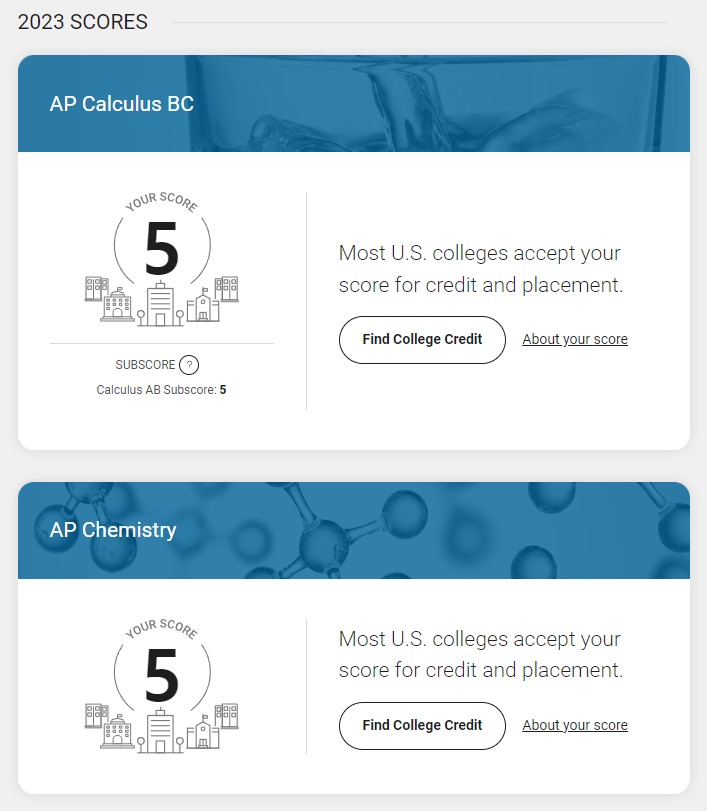 2023 SCORES
AP Calculus BC
YOUR SCORE
5
SUBSCORE ?
Calculus AB Subscore: 5
Most U.S. colleges accept your
score for credit and placement.
Find College Credit About your score
AP Chemistry
YOUR SCORE
5
Most U.S. colleges accept your
score for credit and placement.
Find College Credit About your score